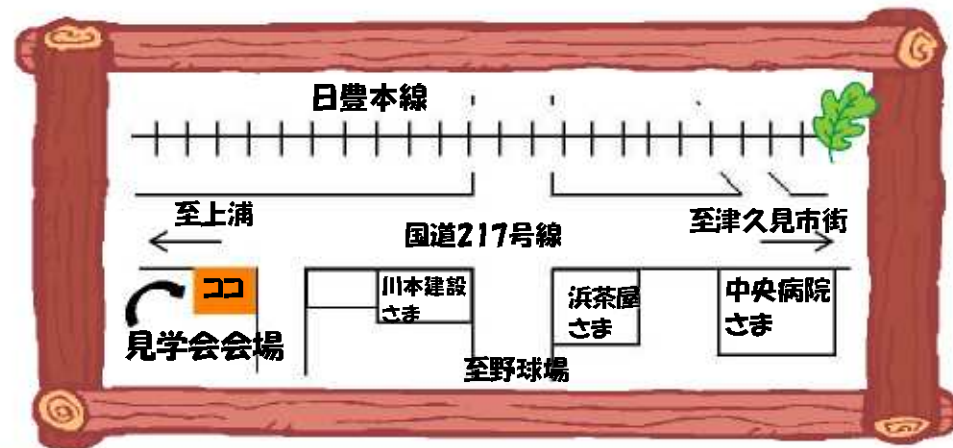 日豊本線
至上浦
至津久見市街
国道217号線
ココ
川本建設
さま
浜茶屋
さま
中央病院
さま
見学会会場
至野球場